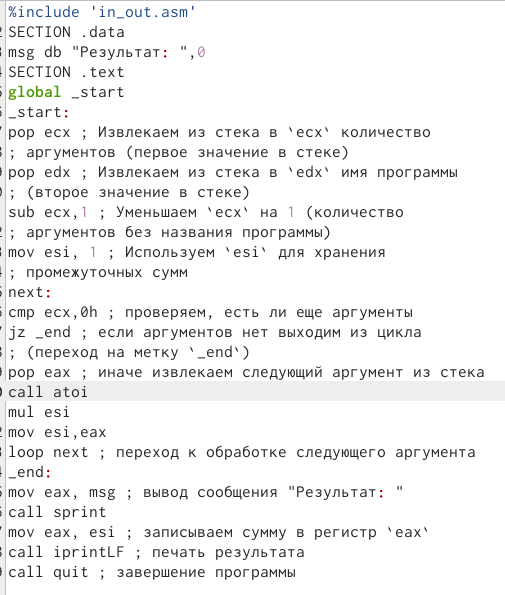 %include 'in_out.asm'
SECTION .data
msg db "Результат: ",0
SECTION .text
global _start
_start:
pop ecx ; Извлекаем из стека в `ecx` количество
; аргументов (первое значение в стеке)
pop edx ; Извлекаем из стека в `edx` имя программы
; (второе значение в стеке)
sub ecx,1 ; Уменьшаем `ecx` на 1 (количество
; аргументов без названия программы)
mov esi, 1 ; Используем `esi` для хранения
; промежуточных сумм
next:
cmp ecx,0h ; проверяем, есть ли еще аргументы
jz _end ; если аргументов нет выходим из цикла
; (переход на метку `_end`)
pop eax ; иначе извлекаем следующий аргумент из стека
call atoi
mul esi
mov esi,eax
loop next ; переход к обработке следующего аргумента
_end:
mov eax, msg ; вывод сообщения "Результат: "
call sprint
mov eax, esi ; записываем сумму в регистр `eax`
call iprintLF ; печать результата
call quit ; завершение программы